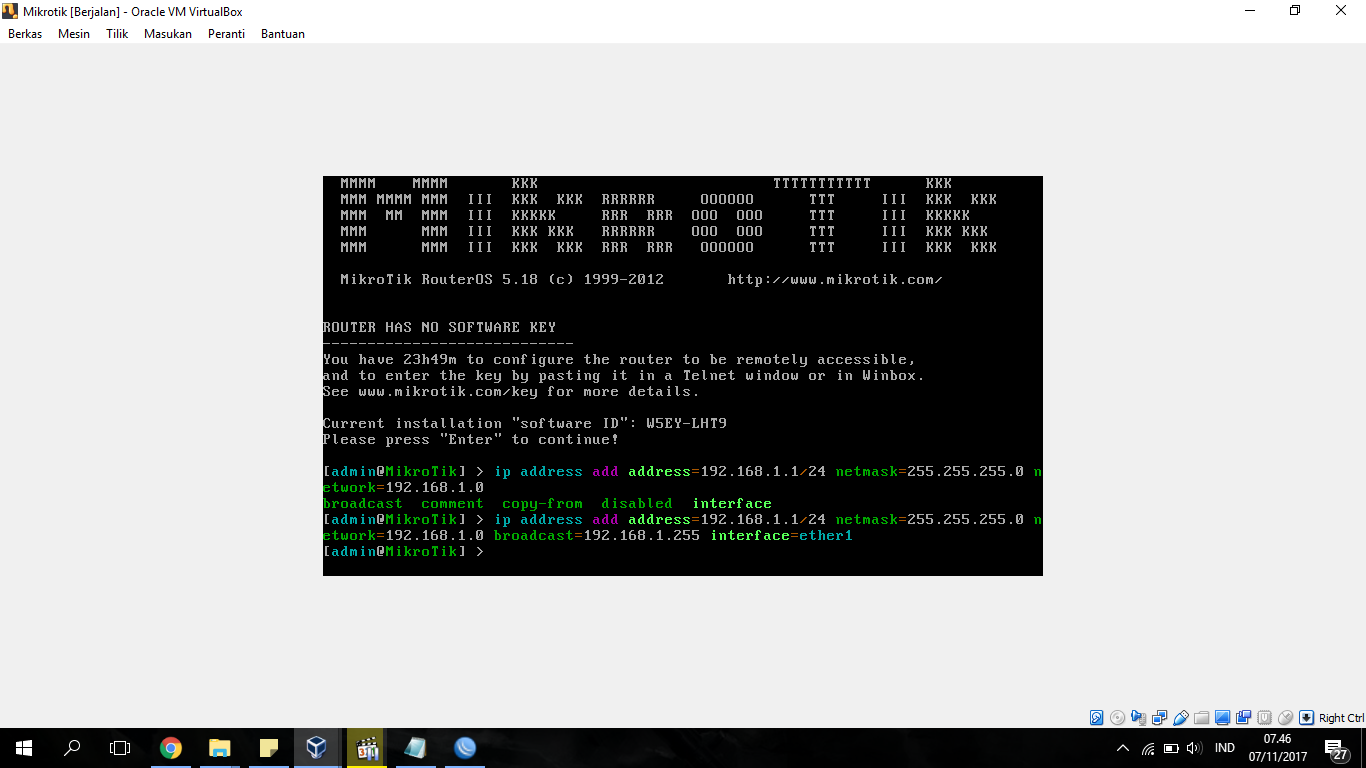 Mikrotik [Berjalan] - Oracle VM VirtualBox
Berkas Mesin Tilik Masukan Peranti Bantuan
MMMM MMMM KKK TTTTTTTTTTT KKK
MMM MMMM MMM III KKK KKK RRRRRR OOOOOO TTT III KKK KKK
MMM MM MMM III KKKKK RRR RRR OOO OOO TTT III KKKKK
MMM MMM III KKK KKK RRRRRR OOO OOO TTT III KKK KKK
MMM MMM III KKK KKK RRR RRR OOOOOO TTT III KKK KKK
MikroTik RouterOS 5.18 (c) 1999-2012 http://www.mikrotik.com/
ROUTER HAS NO SOFTWARE KEY
----------------------------
You have 23h49m to configure the router to be remotely accessible,
and to enter the key by pasting it in a Telnet window or in Winbox.
See www.mikrotik.com/key for more details.
Current installation "software ID": W5EY-LHT9
Please press "Enter" to continue!
[admin@MikroTik] > ip address add address=192.168.1.1/24 netmask=255.255.255.0 n
etwork=192.168.1.0
broadcast comment copy-from disabled interface
[admin@MikroTik] > ip address add address=192.168.1.1/24 netmask=255.255.255.0 n
etwork=192.168.1.0 broadcast=192.168.1.255 interface=ether1
[admin@MikroTik] >
Right Ctrl
IND
07.46
07/11/2017
27